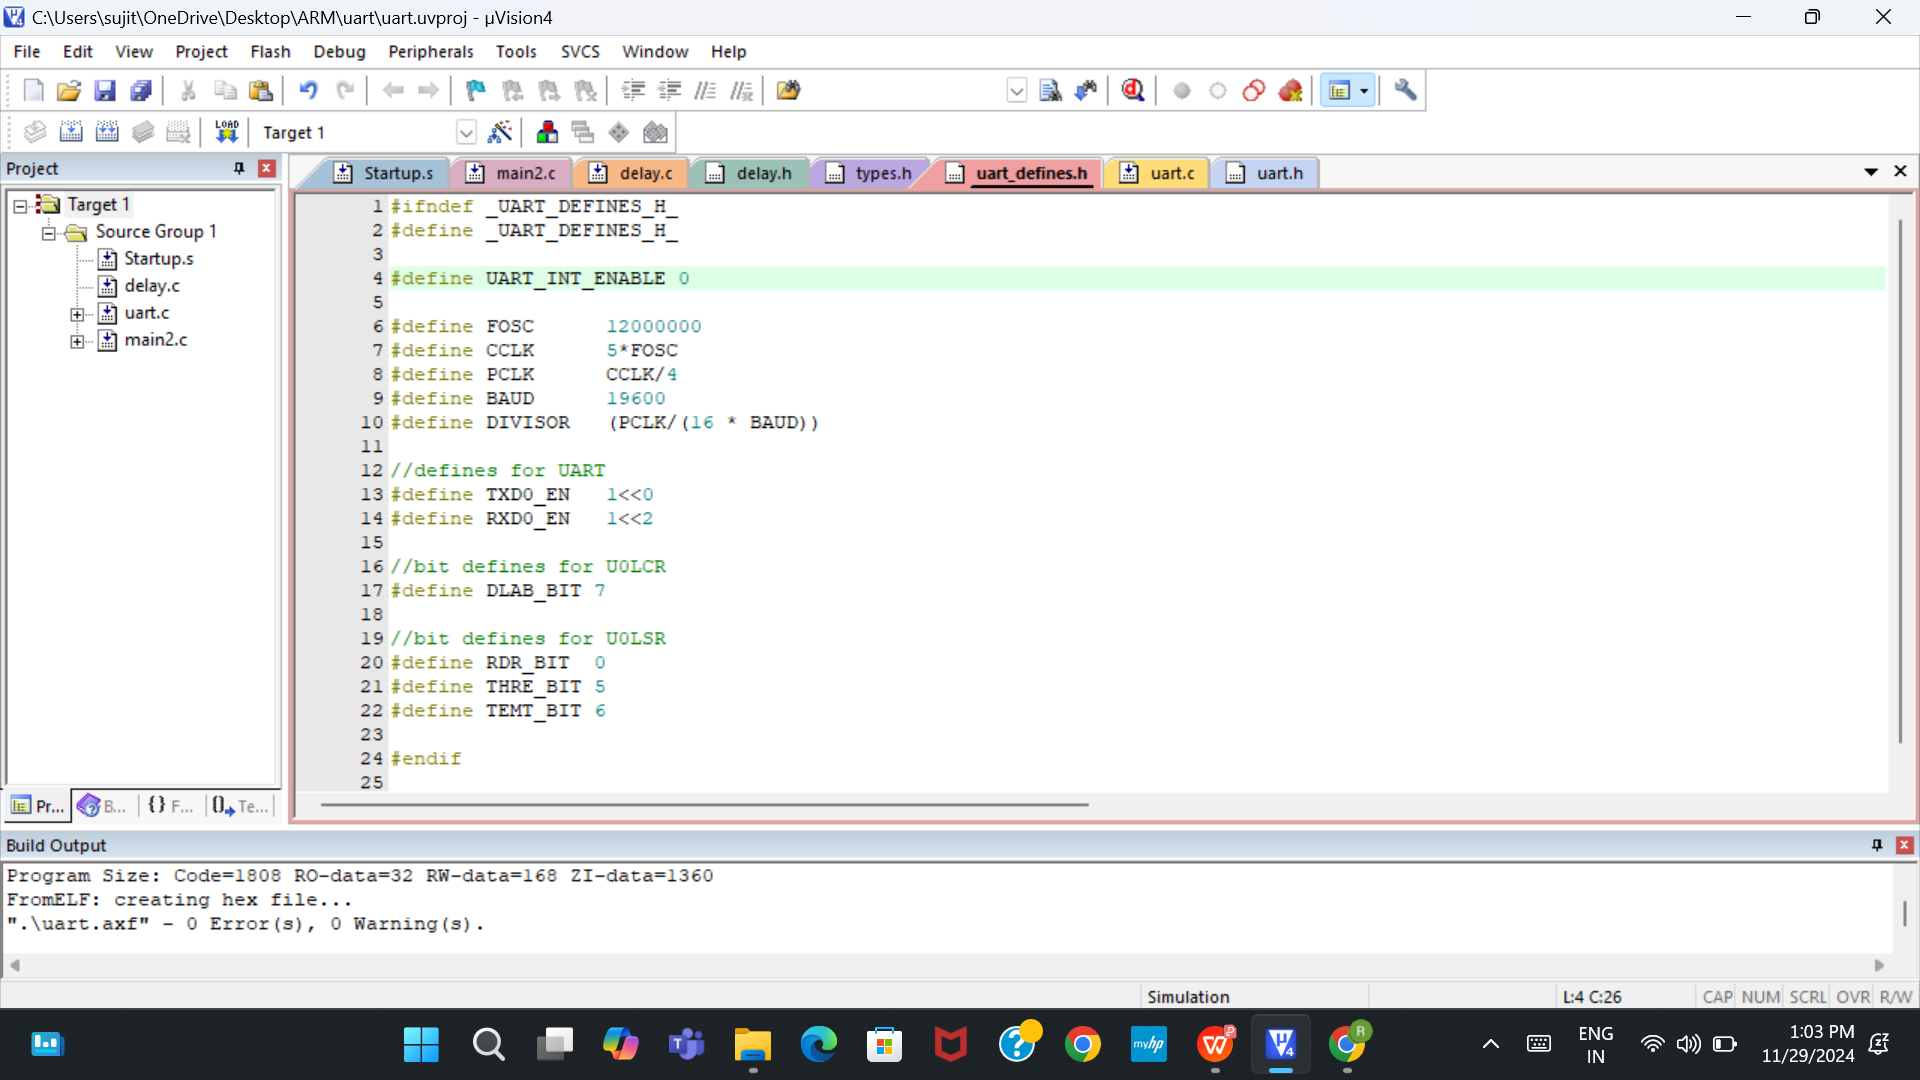 C:\Users\sujit\OneDrive\Desktop\ARM\uart\uart.uvproj - µVision4
File Edit View Project Flash Debug Peripherals Tools SVCS Window Help
LOAD Target 1
Project
Startup.s main2.c delay.c delay.h types.h uart_defines.h uart.c uart.h
Target 1
Source Group 1
Startup.s
delay.c
uart.c
main2.c
1 #ifndef _UART_DEFINES_H_
2 #define _UART_DEFINES_H_
3
4 #define UART_INT_ENABLE 0
5
6 #define FOSC 12000000
7 #define CCLK 5*FOSC
8 #define PCLK CCLK/4
9 #define BAUD 19600
10 #define DIVISOR (PCLK/(16 * BAUD))
11
12 //defines for UART
13 #define TXD0_EN 1<<0
14 #define RXD0_EN 1<<2
15
16 //bit defines for U0LCR
17 #define DLAB_BIT 7
18
19 //bit defines for U0LSR
20 #define RDR_BIT 0
21 #define THRE_BIT 5
22 #define TEMT_BIT 6
23
24 #endif
25
Pr... B... {} F... 0 Te...
Build Output
Program Size: Code=1808 RO-data=32 RW-data=168 ZI-data=1360
FromELF: creating hex file...
".\uart.axf" - 0 Error(s), 0 Warning(s).
Simulation L:4 C:26 CAP NUM SCRL OVR R/W
myhp
ENG
IN
1:03 PM
11/29/2024